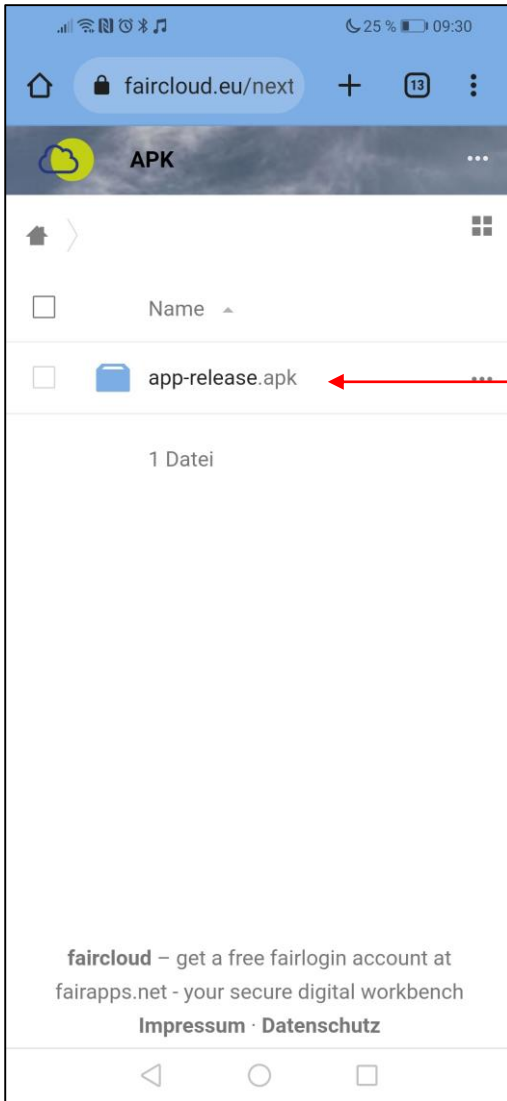 25 % 09:30
faircloud.eu/next
13
APK
Name
app-release.apk
1 Datei
faircloud – get a free fairlogin account at
fairapps.net - your secure digital workbench
Impressum · Datenschutz